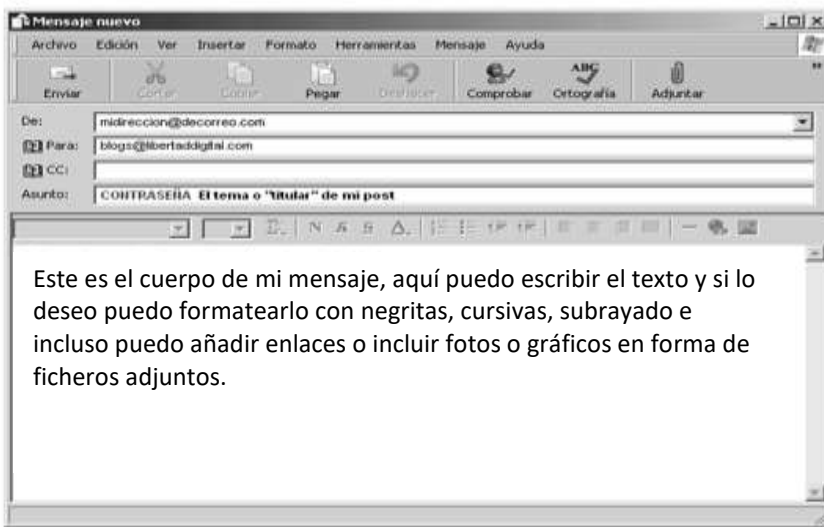 Mensaje nuevo
Archivo Edición Ver Insertar Formato Herramientas Mensaje Ayuda
Enviar Cortar Copiar Pegar Deshacer Comprobar Ortografía Adjuntar
De: midireccion@decorreo.com
Para: blogs@libertaddigital.com
CC:
Asunto: CONTRASEÑA El tema o "titular" de mi post
N
Este es el cuerpo de mi mensaje, aquí puedo escribir el texto y si lo
deseo puedo formatearlo con negritas, cursivas, subrayado e
incluso puedo añadir enlaces o incluir fotos o gráficos en forma de
ficheros adjuntos.